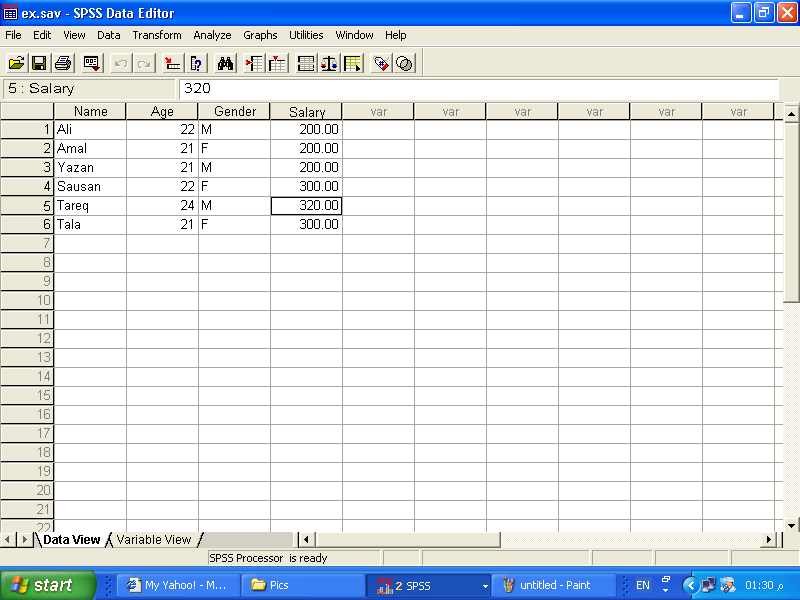 ex.sav - SPSS Data Editor
File Edit View Data Transform Analyze Graphs Utilities Window Help
5 : Salary 320
Name Age Gender Salary var var var var var var
1 Ali 22 M 200.00
2 Amal 21 F 200.00
3 Yazan 21 M 200.00
4 Sausan 22 F 300.00
5 Tareq 24 M 320.00
6 Tala 21 F 300.00
7
8
9
10
11
12
13
14
15
16
17
18
19
20
21
22
Data View Variable View
SPSS Processor is ready
start My Yahoo! - M... Pics 2 SPSS untitled - Paint EN 01:30 م